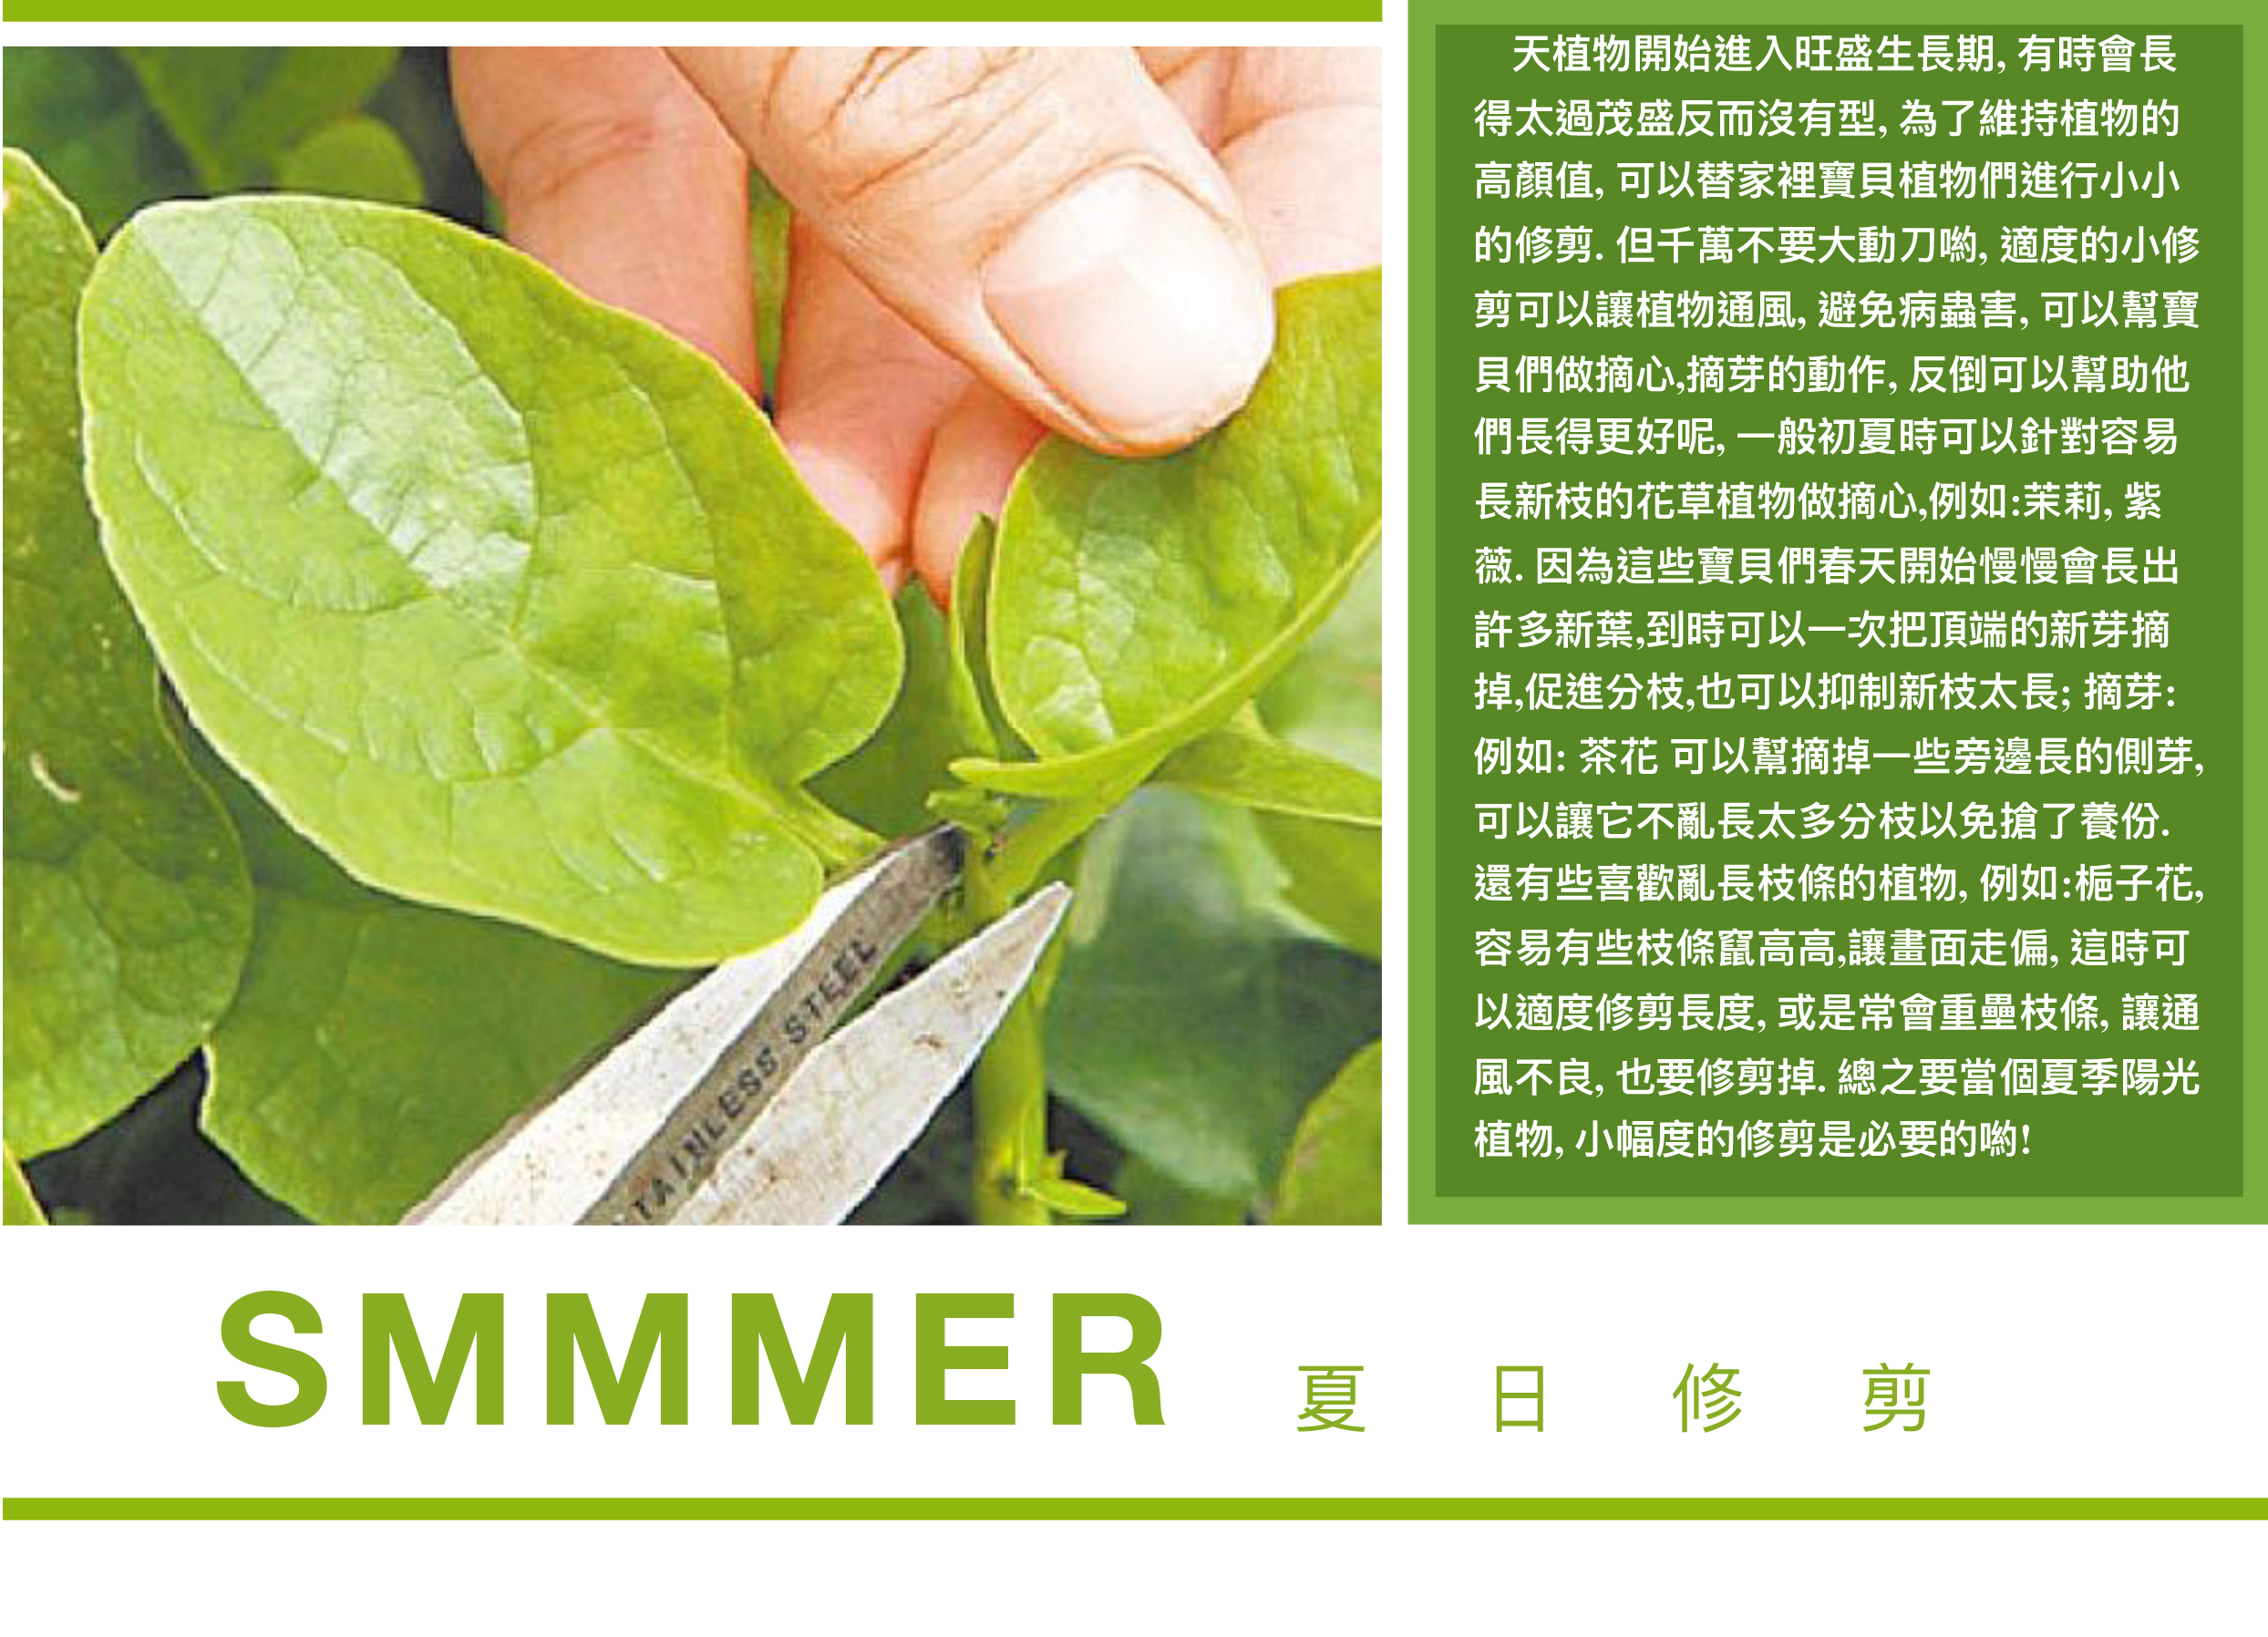 天植物開始進入旺盛生長期, 有時會長
得太過茂盛反而沒有型, 為了維持植物的
高顏值, 可以替家裡寶貝植物們進行小小
的修剪. 但千萬不要大動刀喲, 適度的小修
剪可以讓植物通風, 避免病蟲害, 可以幫寶
貝們做摘心,摘芽的動作, 反倒可以幫助他
們長得更好呢, 一般初夏時可以針對容易
長新枝的花草植物做摘心,例如:茉莉, 紫
薇. 因為這些寶貝們春天開始慢慢會長出
許多新葉,到時可以一次把頂端的新芽摘
掉,促進分枝,也可以抑制新枝太長; 摘芽:
例如: 茶花 可以幫摘掉一些旁邊長的側芽,
可以讓它不亂長太多分枝以免搶了養份.
還有些喜歡亂長枝條的植物, 例如:梔子花,
容易有些枝條竄高高,讓畫面走偏, 這時可
以適度修剪長度, 或是常會重疊枝條, 讓通
風不良, 也要修剪掉. 總之要當個夏季陽光
植物, 小幅度的修剪是必要的喲!
TAINLESS STEEL
SMMMER 夏日修剪